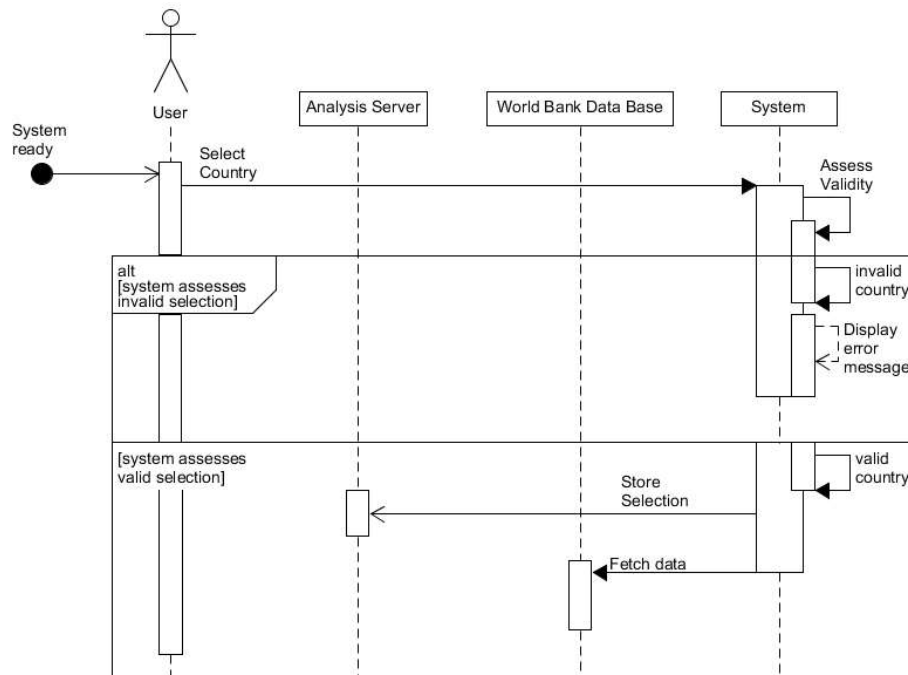 User
Analysis Server
World Bank Data Base
System
System
ready
Select
Country
Assess
Validity
alt
[system assesses
invalid selection]
invalid
country
Display
error
message
[system assesses
valid selection]
valid
country
Store
Selection
Fetch data